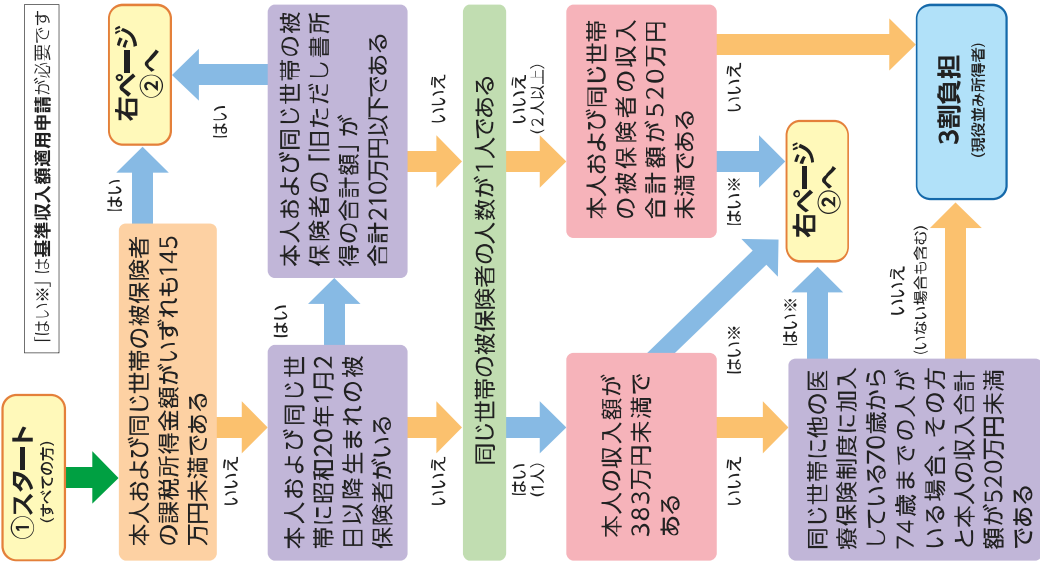 「はい※」は基準収入額適用申請が必要です
①スタート
(すべての方)
本人および同じ世帯の被保険者
の課税所得金額がいずれも145
万円未満である
はい
右ページ
②へ
いいえ
本人および同じ世
帯に昭和20年1月2
日以降生まれの被
保険者がいる
はい
本人および同じ世帯の被
保険者の「旧ただし書所
得の合計額」が
合計210万円以下である
はい
いいえ
いいえ
同じ世帯の被保険者の人数が1人である
はい
(1人)
いいえ
(2人以上)
本人の収入額が
383万円未満で
ある
はい※
いいえ
本人および同じ世帯
の被保険者の収入
合計額が520万円
未満である
はい※
いいえ
右ページ
②へ
同じ世帯に他の医
療保険制度に加入
している70歳から
74歳までの人が
いる場合、その方
と本人の収入合計
額が520万円未満
である
はい※
いいえ
(いない場合も含む)
3割負担
(現役並み所得者)